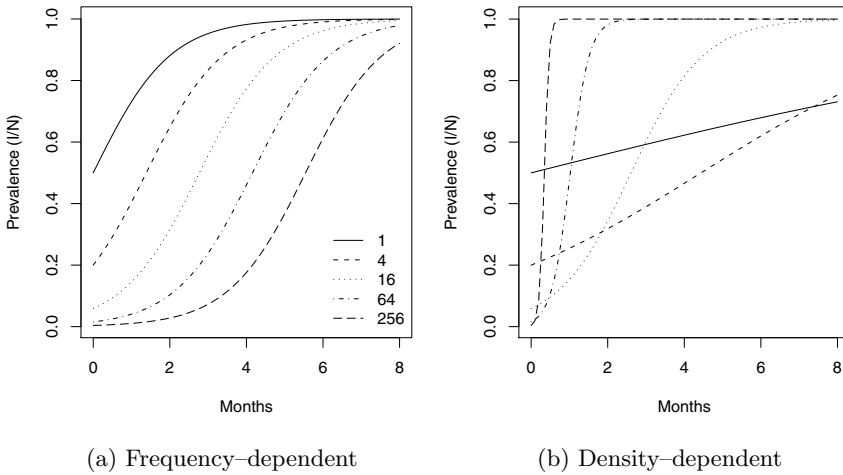 Prevalence (I/N)
1.0
0.8
0.6
0.4
0.2
0.0
0 2 4 6 8
Months
1
4
16
64
256
(a) Frequency–dependent
Prevalence (I/N)
1.0
0.8
0.6
0.4
0.2
0.0
0 2 4 6 8
Months
(b) Density–dependent